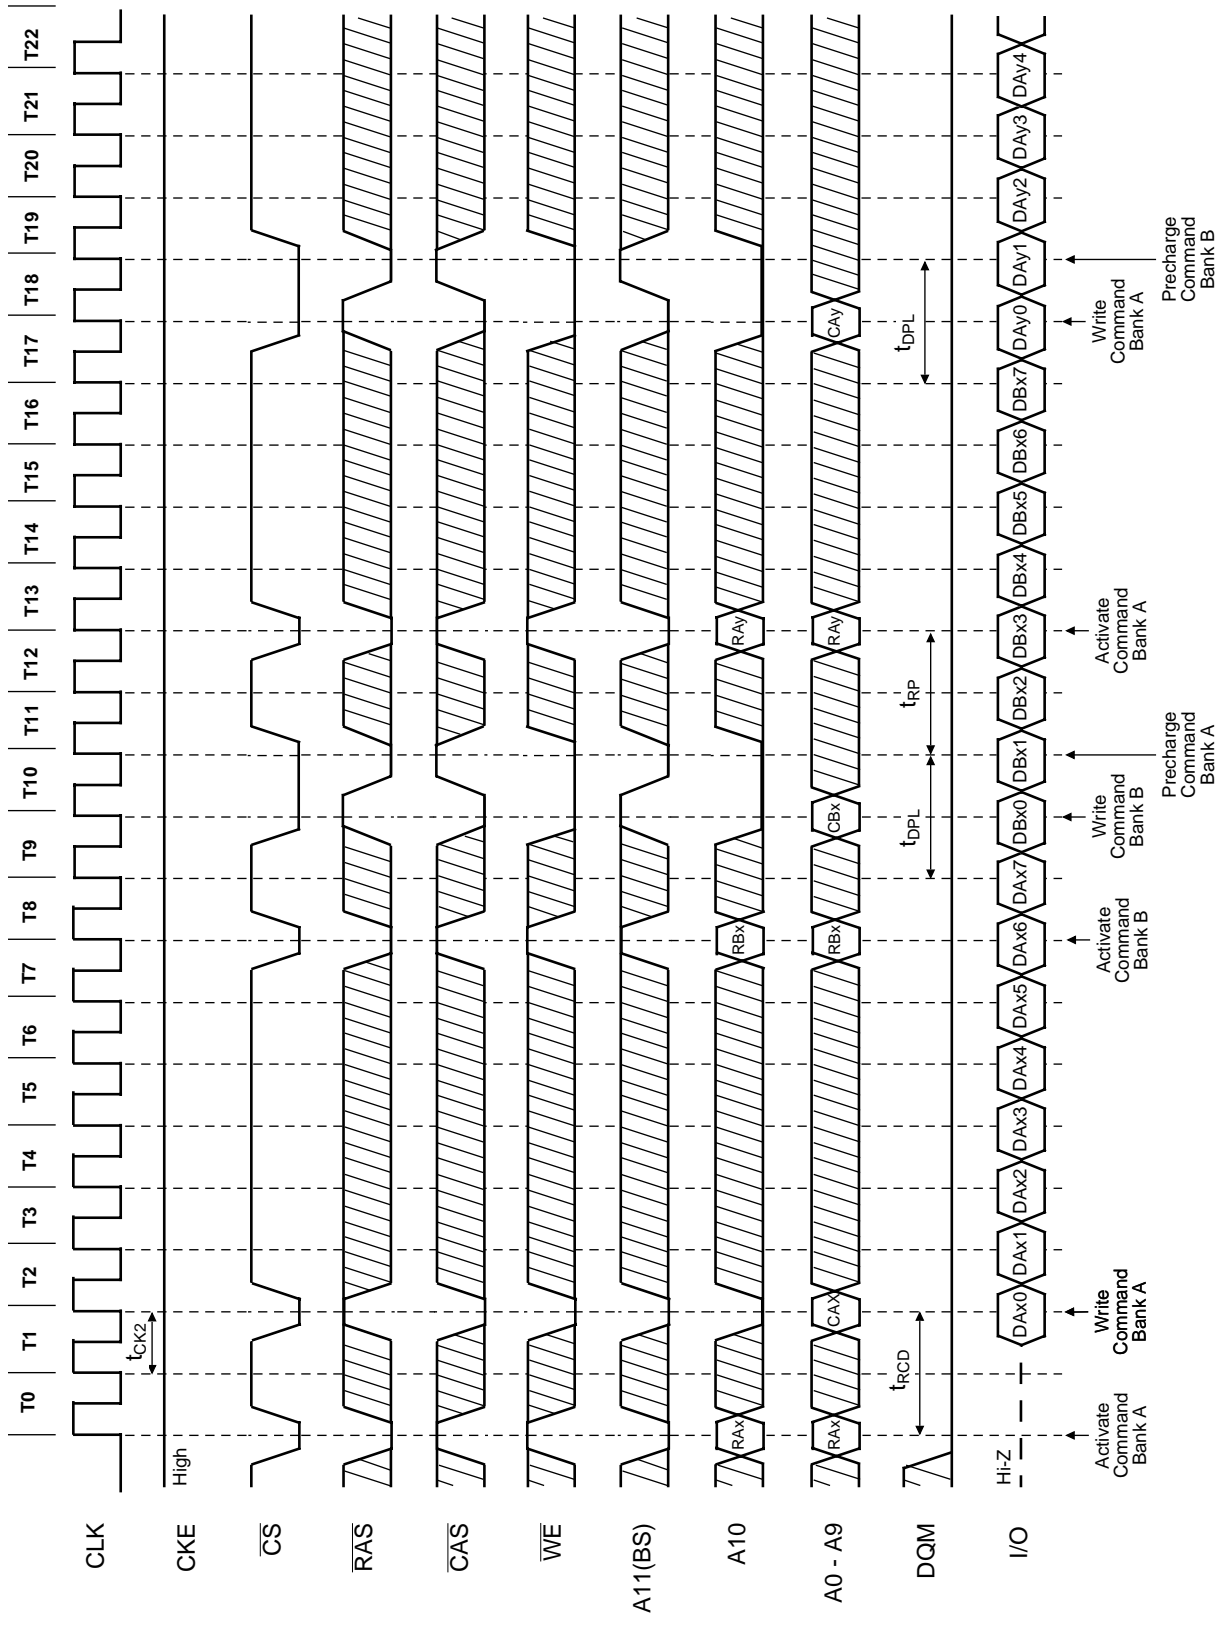 T0 T1 T2 T3 T4 T5 T6 T7 T8 T9 T10 T11 T12 T13 T14 T15 T16 T17 T18 T19 T20 T21 T22
CLK
tCK2
CKE
High
CS
RAS
CAS
WE
A11(BS)
A10
RAx RBx RAy
A0 - A9
RAx CAX RBx CBx RAy CAy
DQM
tRCD tDPL tRP tDPL
I/O
Hi-Z
DAx0 DAx1 DAx2 DAx3 DAx4 DAx5 DAx6 DAx7 DBx0 DBx1 DBx2 DBx3 DBx4 DBx5 DBx6 DBx7 DAy0 DAy1 DAy2 DAy3 DAy4
Activate
Command
Bank A
Write
Command
Bank A
Activate
Command
Bank B
Write
Command
Bank B
Precharge
Command
Bank A
Activate
Command
Bank A
Write
Command
Bank A
Precharge
Command
Bank B